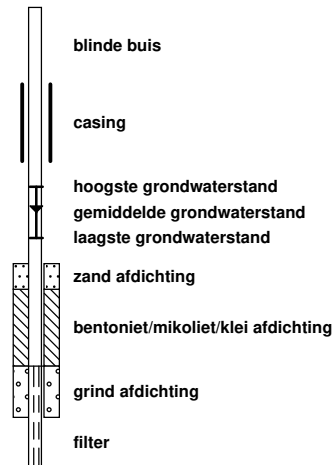 blinde buis
casing
hoogste grondwaterstand
gemiddelde grondwaterstand
laagste grondwaterstand
zand afdichting
bentoniet/mikoliet/klei afdichting
grind afdichting
filter